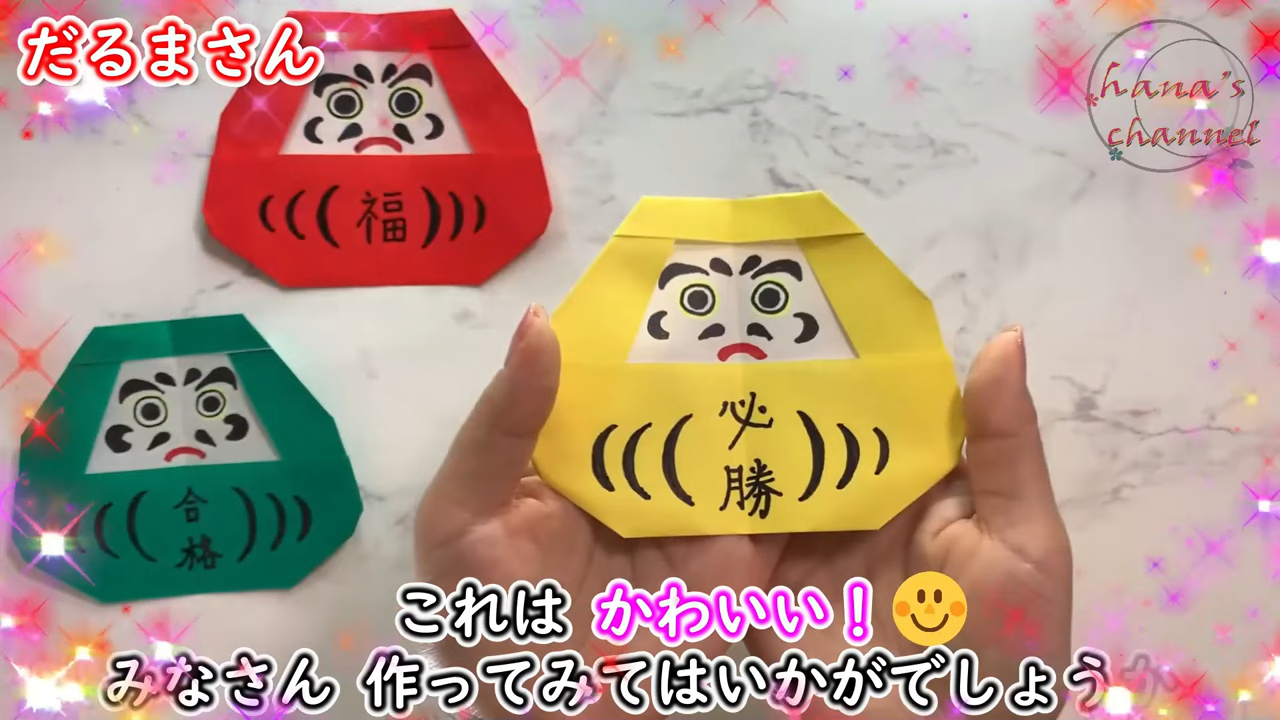 だるまさん
hana's
channel
福
必
勝
合
格
これは かわいい！
みなさん 作ってみてはいかがでしょうか